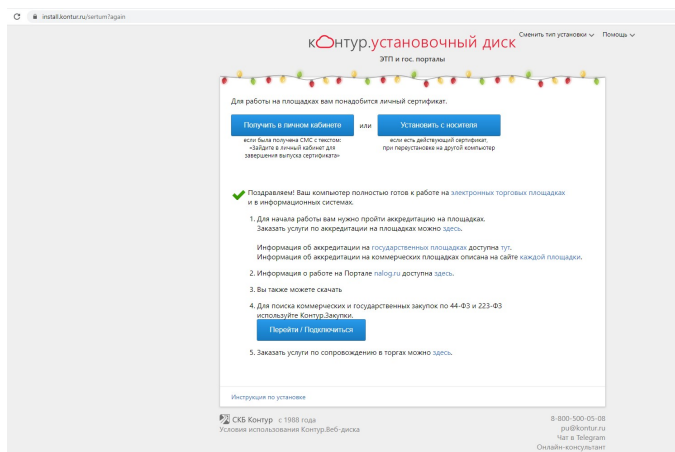 install.kontur.ru/sertum?again
контур.установочный диск
Сменить тип установки
Помощь
ЭТП и гос. порталы
Для работы на площадках вам понадобится личный сертификат.
Получить в личном кабинете или Установить с носителя
если была получена СМС с текстом:
«Зайдите в личный кабинет для
завершения выпуска сертификата»
если есть действующий сертификат,
при переустановке на другой компьютер
Поздравляем! Ваш компьютер полностью готов к работе на электронных торговых площадках
и в информационных системах.
1. Для начала работы вам нужно пройти аккредитацию на площадках.
Заказать услуги по аккредитации на площадках можно здесь.
Информация об аккредитации на государственных площадках доступна тут.
Информация об аккредитации на коммерческих площадках описана на сайте каждой площадки.
2. Информация о работе на Портале nalog.ru доступна здесь.
3. Вы также можете скачать
4. Для поиска коммерческих и государственных закупок по 44-ФЗ и 223-ФЗ
используйте Контур.Закупки.
Перейти / Подключиться
5. Заказать услуги по сопровождению в торгах можно здесь.
Инструкция по установке
СКБ Контур с 1988 года
Условия использования Контур.Веб-диска
8-800-500-05-08
pu@kontur.ru
Чат в Telegram
Онлайн-консультант